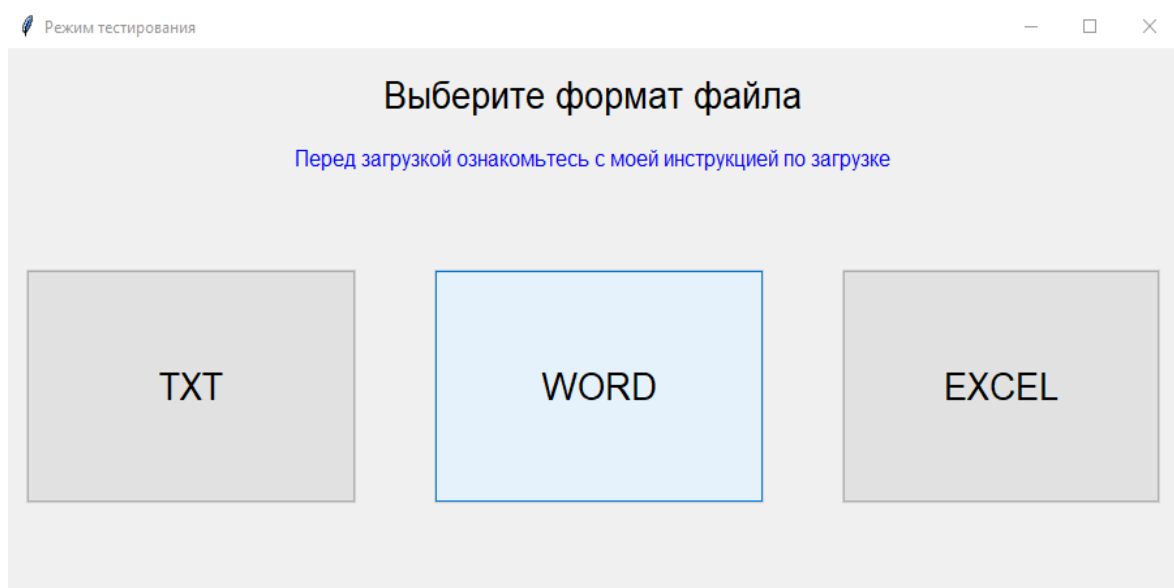 Режим тестирования
Выберите формат файла
Перед загрузкой ознакомьтесь с моей инструкцией по загрузке
TXT
WORD
EXCEL